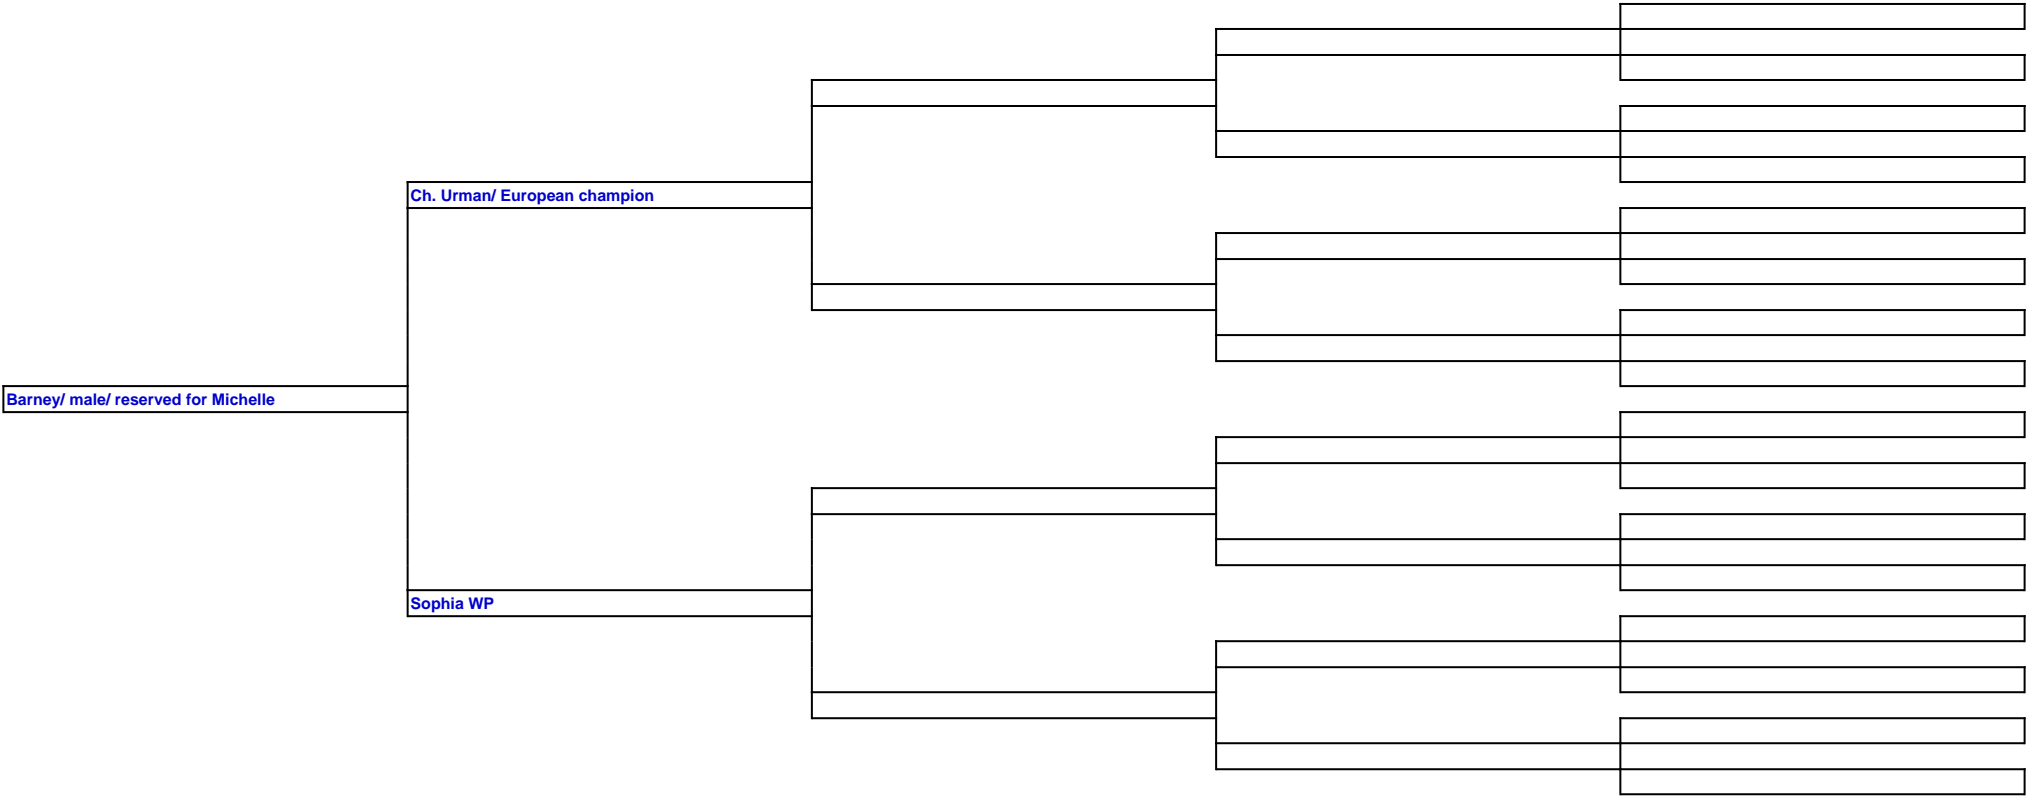 Ch. Urman/ European champion
Barney/ male/ reserved for Michelle
Sophia WP